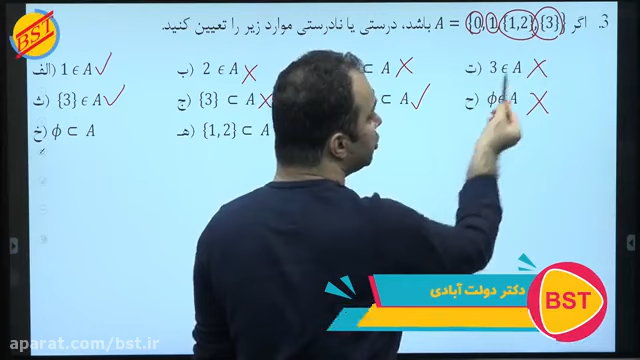 BST
3. اگر A = {0, 1, {1,2}, {3}} باشد، درستی یا نادرستی موارد زیر را تعیین کنید.
الف) 1 ϵ A ب) 2 ϵ A ⊂ A ت) 3 ϵ A
ث) {3} ϵ A ج) {3} ⊂ A ⊂ A ح) ϕ ϵ A
خ) ϕ ⊂ A هـ) {1,2} ⊂ A
دکتر دولت آبادی
BST
aparat.com/bst.ir